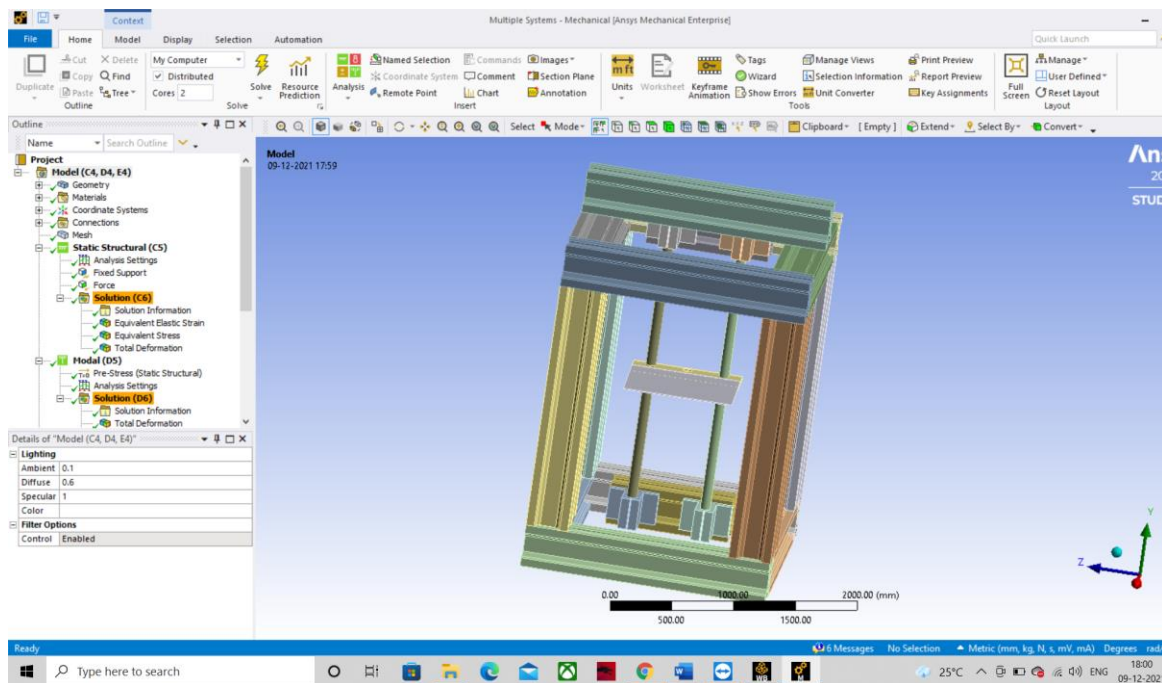 Context
Multiple Systems - Mechanical [Ansys Mechanical Enterprise]
File Home Model Display Selection Automation
Quick Launch
Duplicate
Cut
Copy
Paste
Delete
Find
Tree
Outline
My Computer
Distributed
Cores 2
Solve
Resource Prediction
Solve
Analysis
Named Selection
Coordinate System
Remote Point
Commands
Comment
Chart
Images
Section Plane
Annotation
Insert
Units
Worksheet
Keyframe Animation
Tags
Wizard
Show Errors
Manage Views
Selection Information
Unit Converter
Print Preview
Report Preview
Key Assignments
Tools
Full Screen
Manage
User Defined
Reset Layout
Layout
Outline
Name Search Outline
Select Mode Clipboard [ Empty ] Extend Select By Convert
Project
Model (C4, D4, E4)
Geometry
Materials
Coordinate Systems
Connections
Mesh
Static Structural (C5)
Analysis Settings
Fixed Support
Force
Solution (C6)
Solution Information
Equivalent Elastic Strain
Equivalent Stress
Total Deformation
Modal (D5)
Pre-Stress (Static Structural)
Analysis Settings
Solution (D6)
Solution Information
Total Deformation
Details of "Model (C4, D4, E4)"
Lighting
Ambient 0.1
Diffuse 0.6
Specular 1
Color
Filter Options
Control Enabled
Model
09-12-2021 17:59
Ans
20
STUD
Y
Z
0.00 1000.00 2000.00 (mm)
500.00 1500.00
Ready
6 Messages No Selection Metric (mm, kg, N, s, mV, mA) Degrees rad/
Type here to search
25°C ENG
18:00
09-12-202